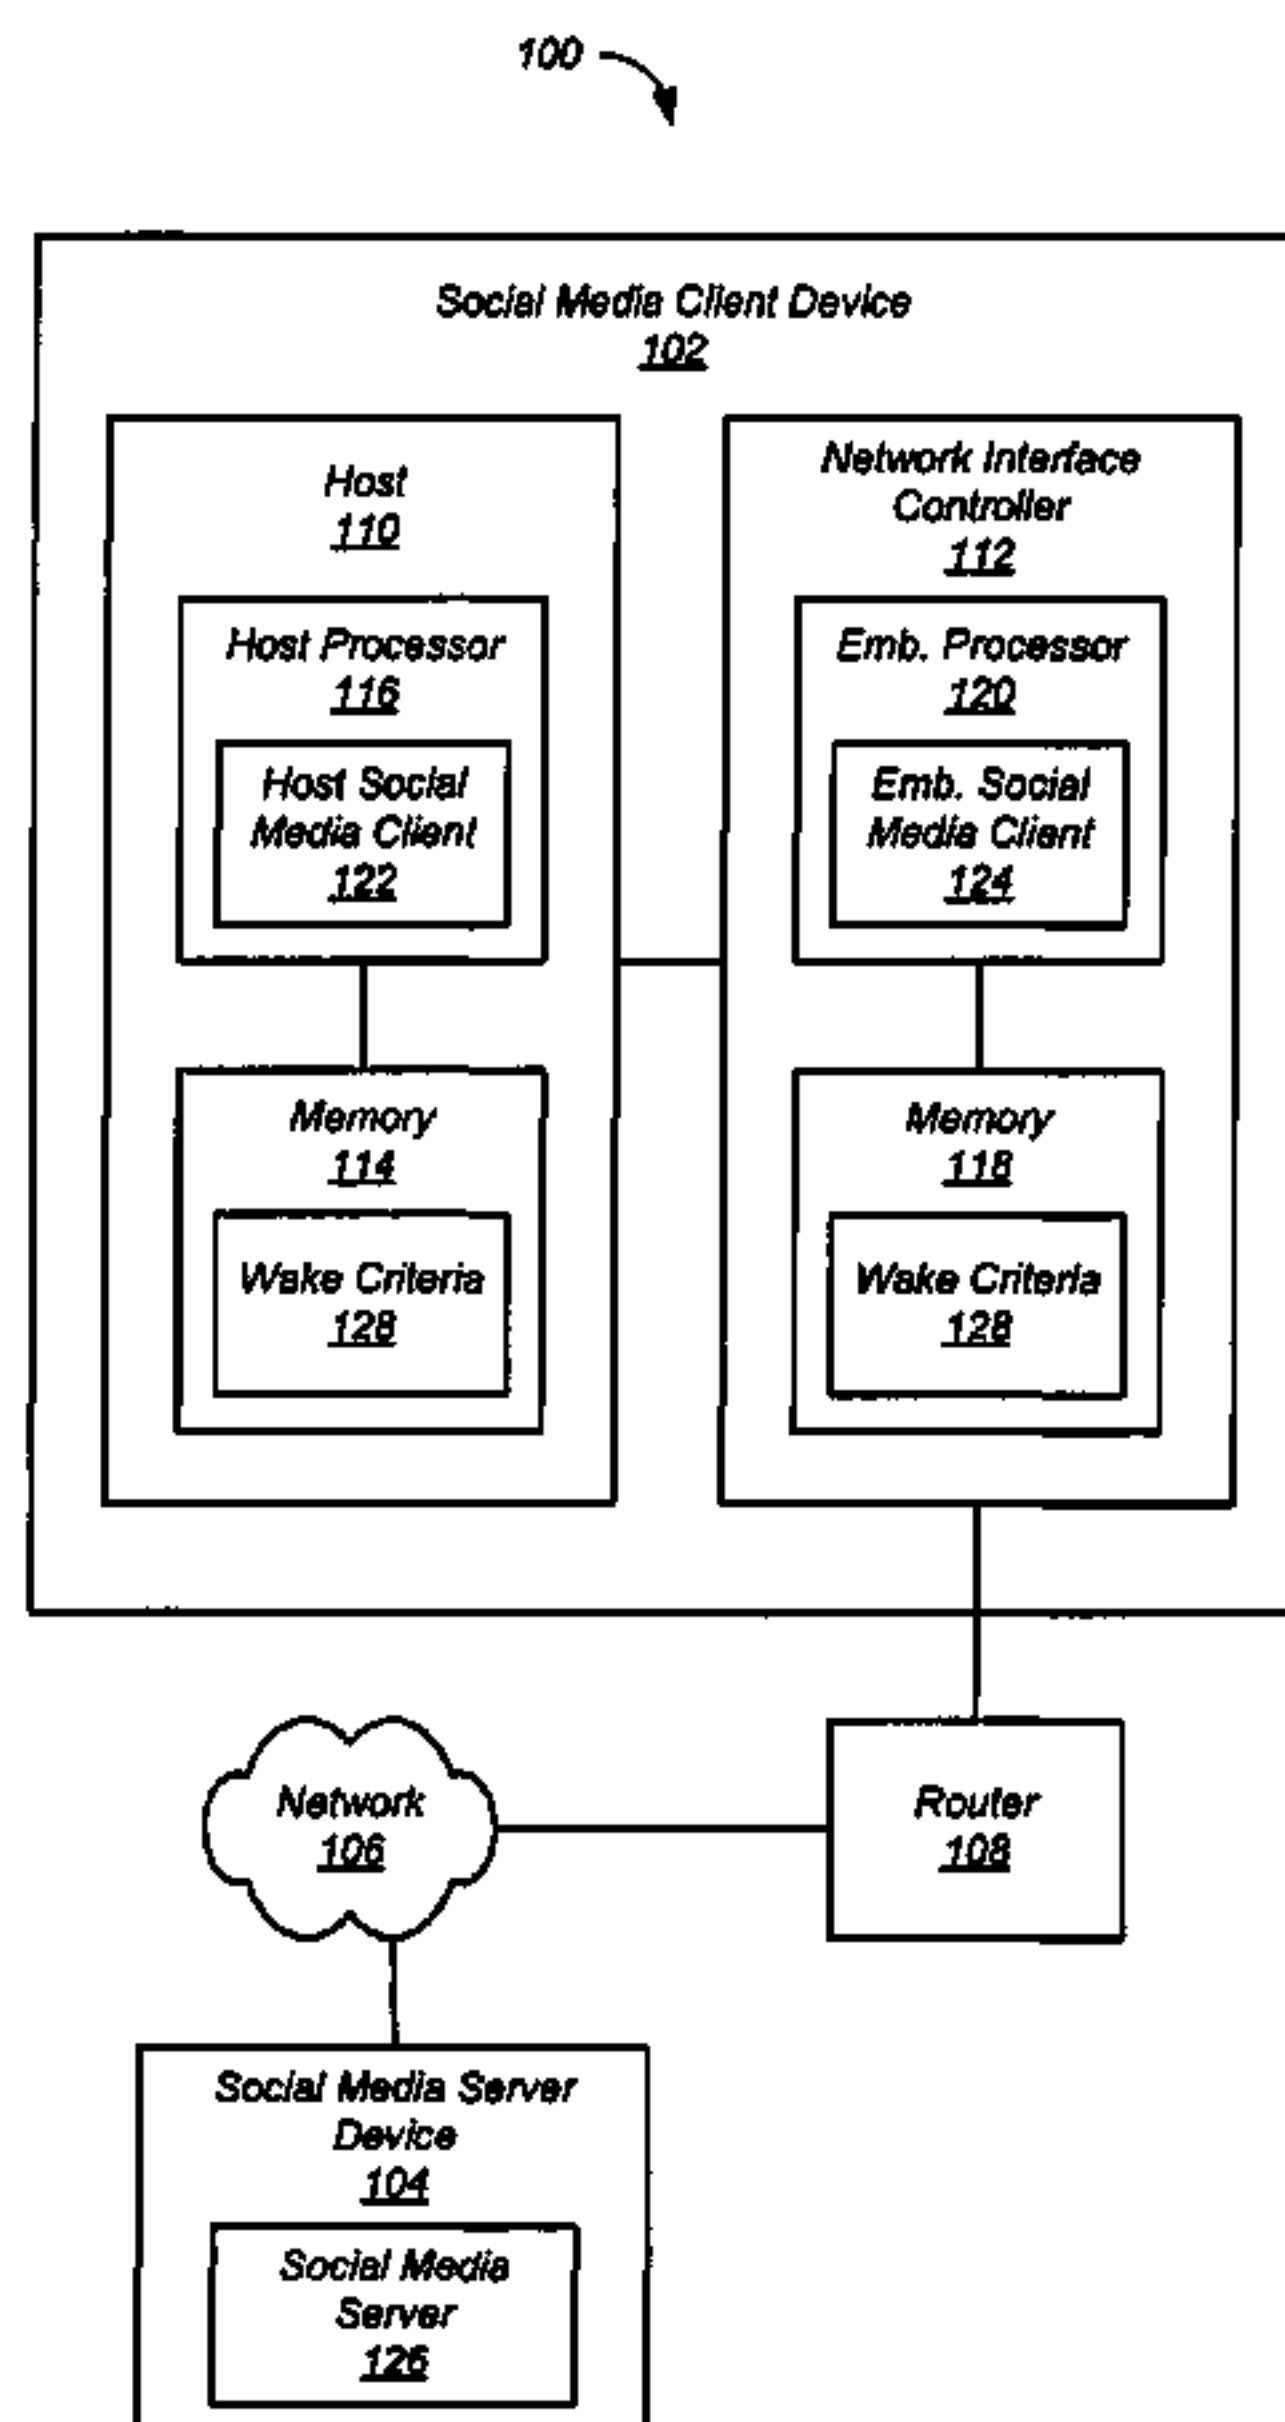 100
Social Media Client Device
102
Host
110
Host Processor
116
Host Social
Media Client
122
Memory
114
Wake Criteria
128
Network Interface
Controller
112
Emb. Processor
120
Emb. Social
Media Client
124
Memory
118
Wake Criteria
128
Network
106
Router
108
Social Media Server
Device
104
Social Media
Server
126